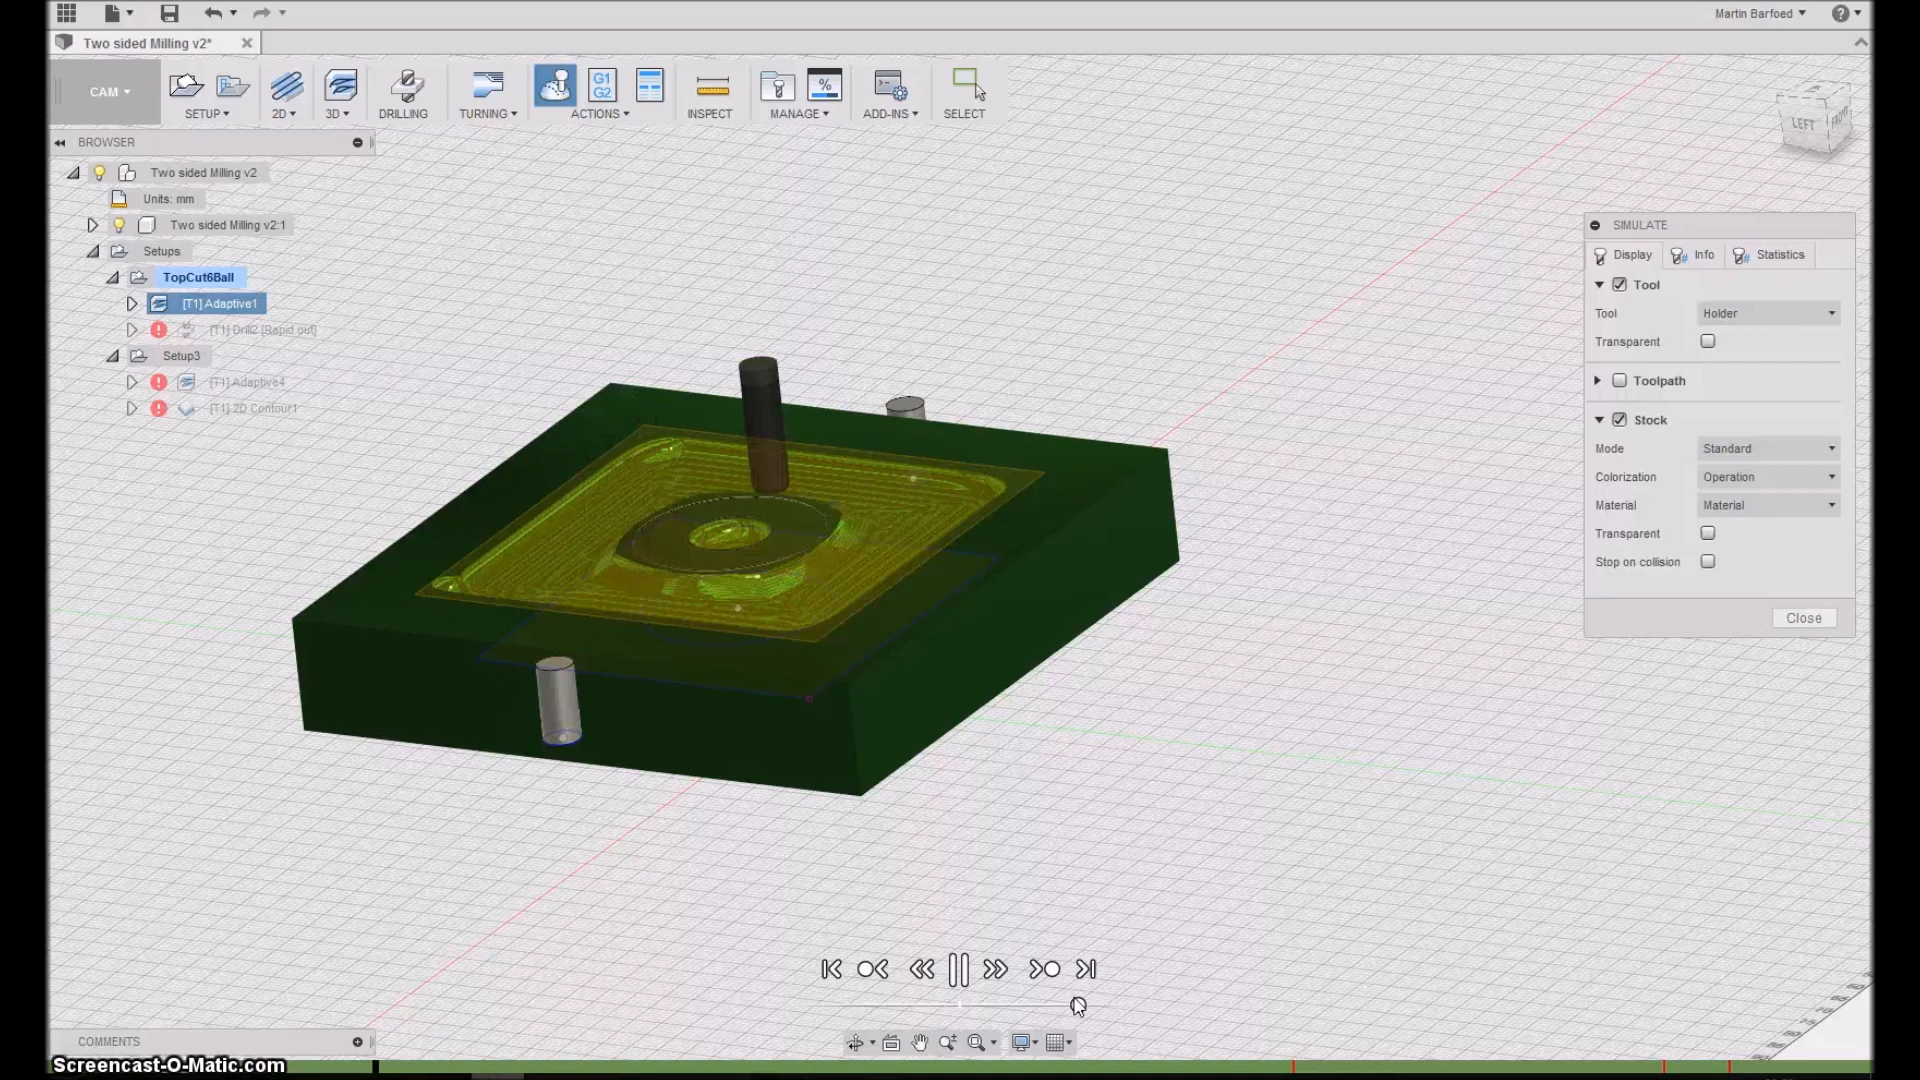 Martin Barfoed
Two sided Milling v2*
CAM
SETUP
2D
3D
DRILLING
TURNING
G1
G2
ACTIONS
INSPECT
%
MANAGE
ADD-INS
SELECT
LEFT
FRONT
BROWSER
Two sided Milling v2
Units: mm
Two sided Milling v2:1
Setups
TopCut6Ball
[T1] Adaptive1
[T1] Drill2 [Rapid out]
Setup3
[T1] Adaptive4
[T1] 2D Contour1
SIMULATE
Display
Info
Statistics
Tool
Tool
Holder
Transparent
Toolpath
Stock
Mode
Standard
Colorization
Operation
Material
Material
Transparent
Stop on collision
Close
COMMENTS
Screencast-O-Matic.com